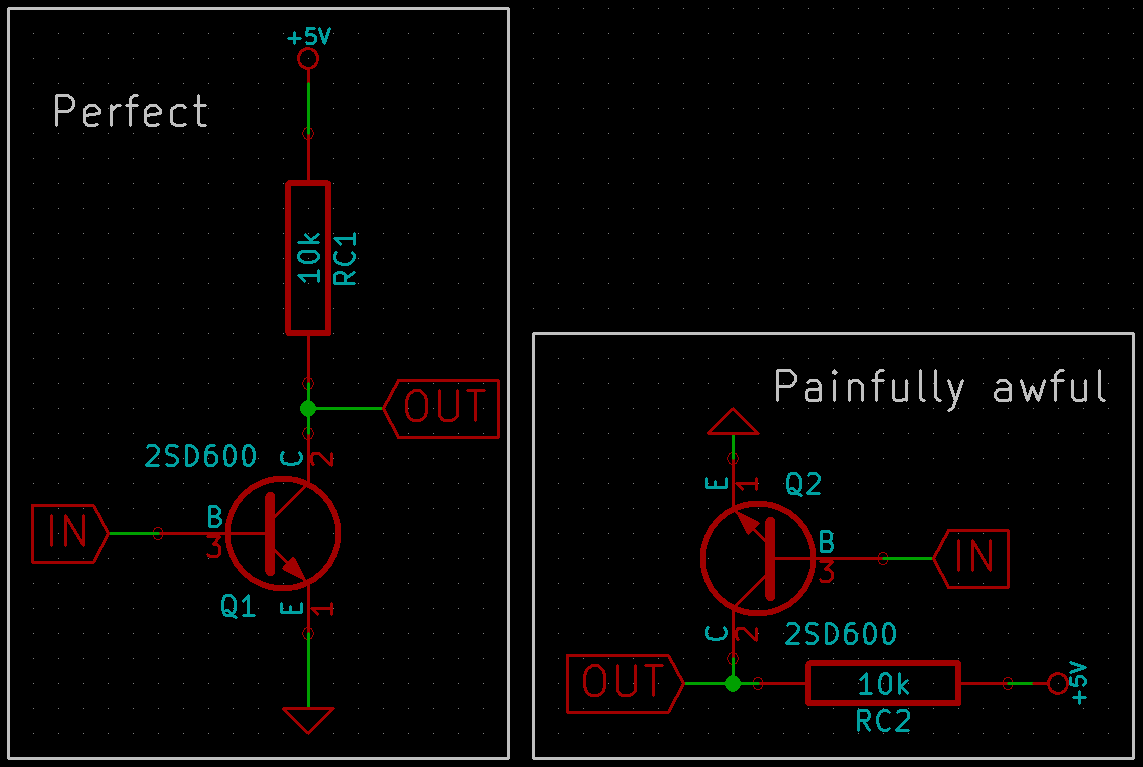 +5V
Perfect
10k
RC1
OUT
2SD600
C
2
IN
B
3
Q1
E
1
Painfully awful
E
1
Q2
B
3
IN
C
2
2SD600
OUT
10k
+5V
RC2